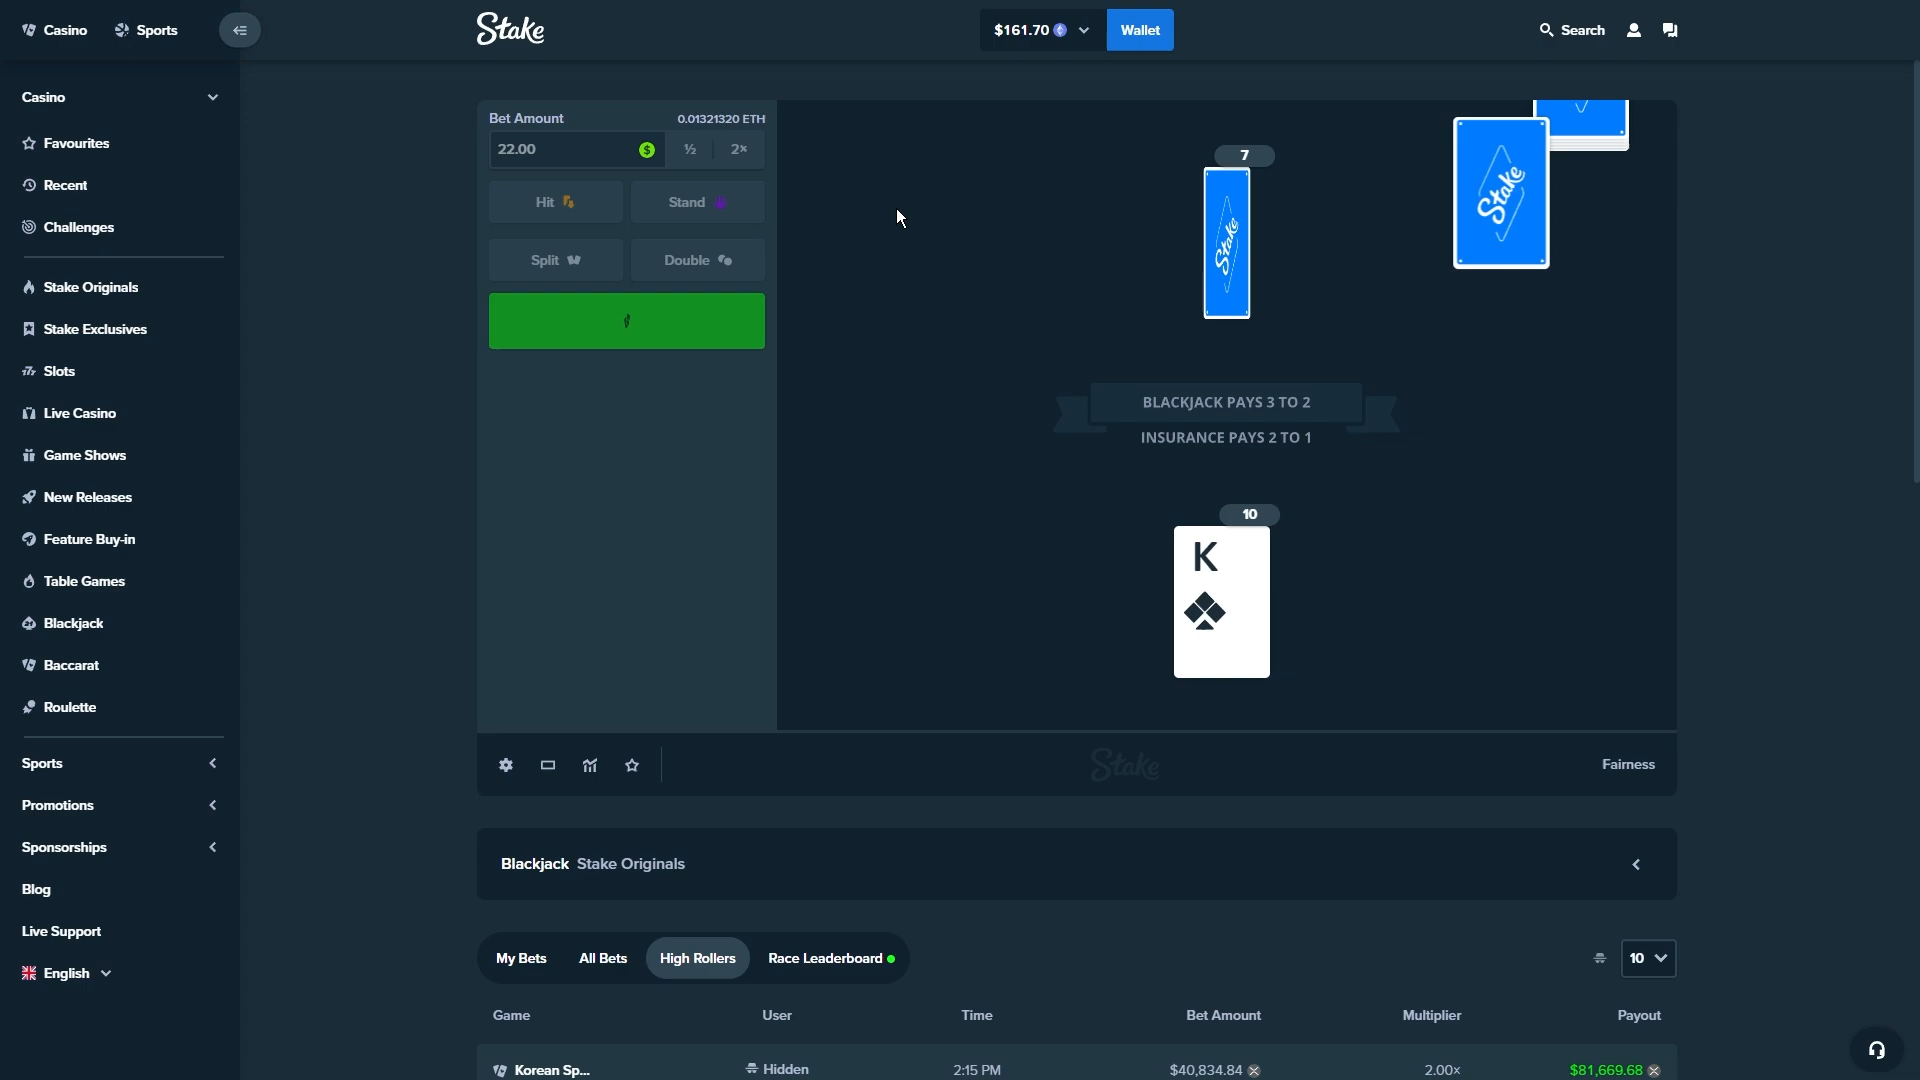 Casino
Sports
Stake
$161.70
Wallet
Search
Casino
Favourites
Recent
Challenges
Stake Originals
Stake Exclusives
Slots
Live Casino
Game Shows
New Releases
Feature Buy-in
Table Games
Blackjack
Baccarat
Roulette
Sports
Promotions
Sponsorships
Blog
Live Support
English
Bet Amount
0.01321320 ETH
22.00
½
2×
Hit
Stand
Split
Double
7
Stake
Stake
BLACKJACK PAYS 3 TO 2
INSURANCE PAYS 2 TO 1
10
K
Stake
Fairness
Blackjack Stake Originals
My Bets
All Bets
High Rollers
Race Leaderboard
10
Game
User
Time
Bet Amount
Multiplier
Payout
Korean Sp...
Hidden
2:15 PM
$40,834.84
2.00×
$81,669.68